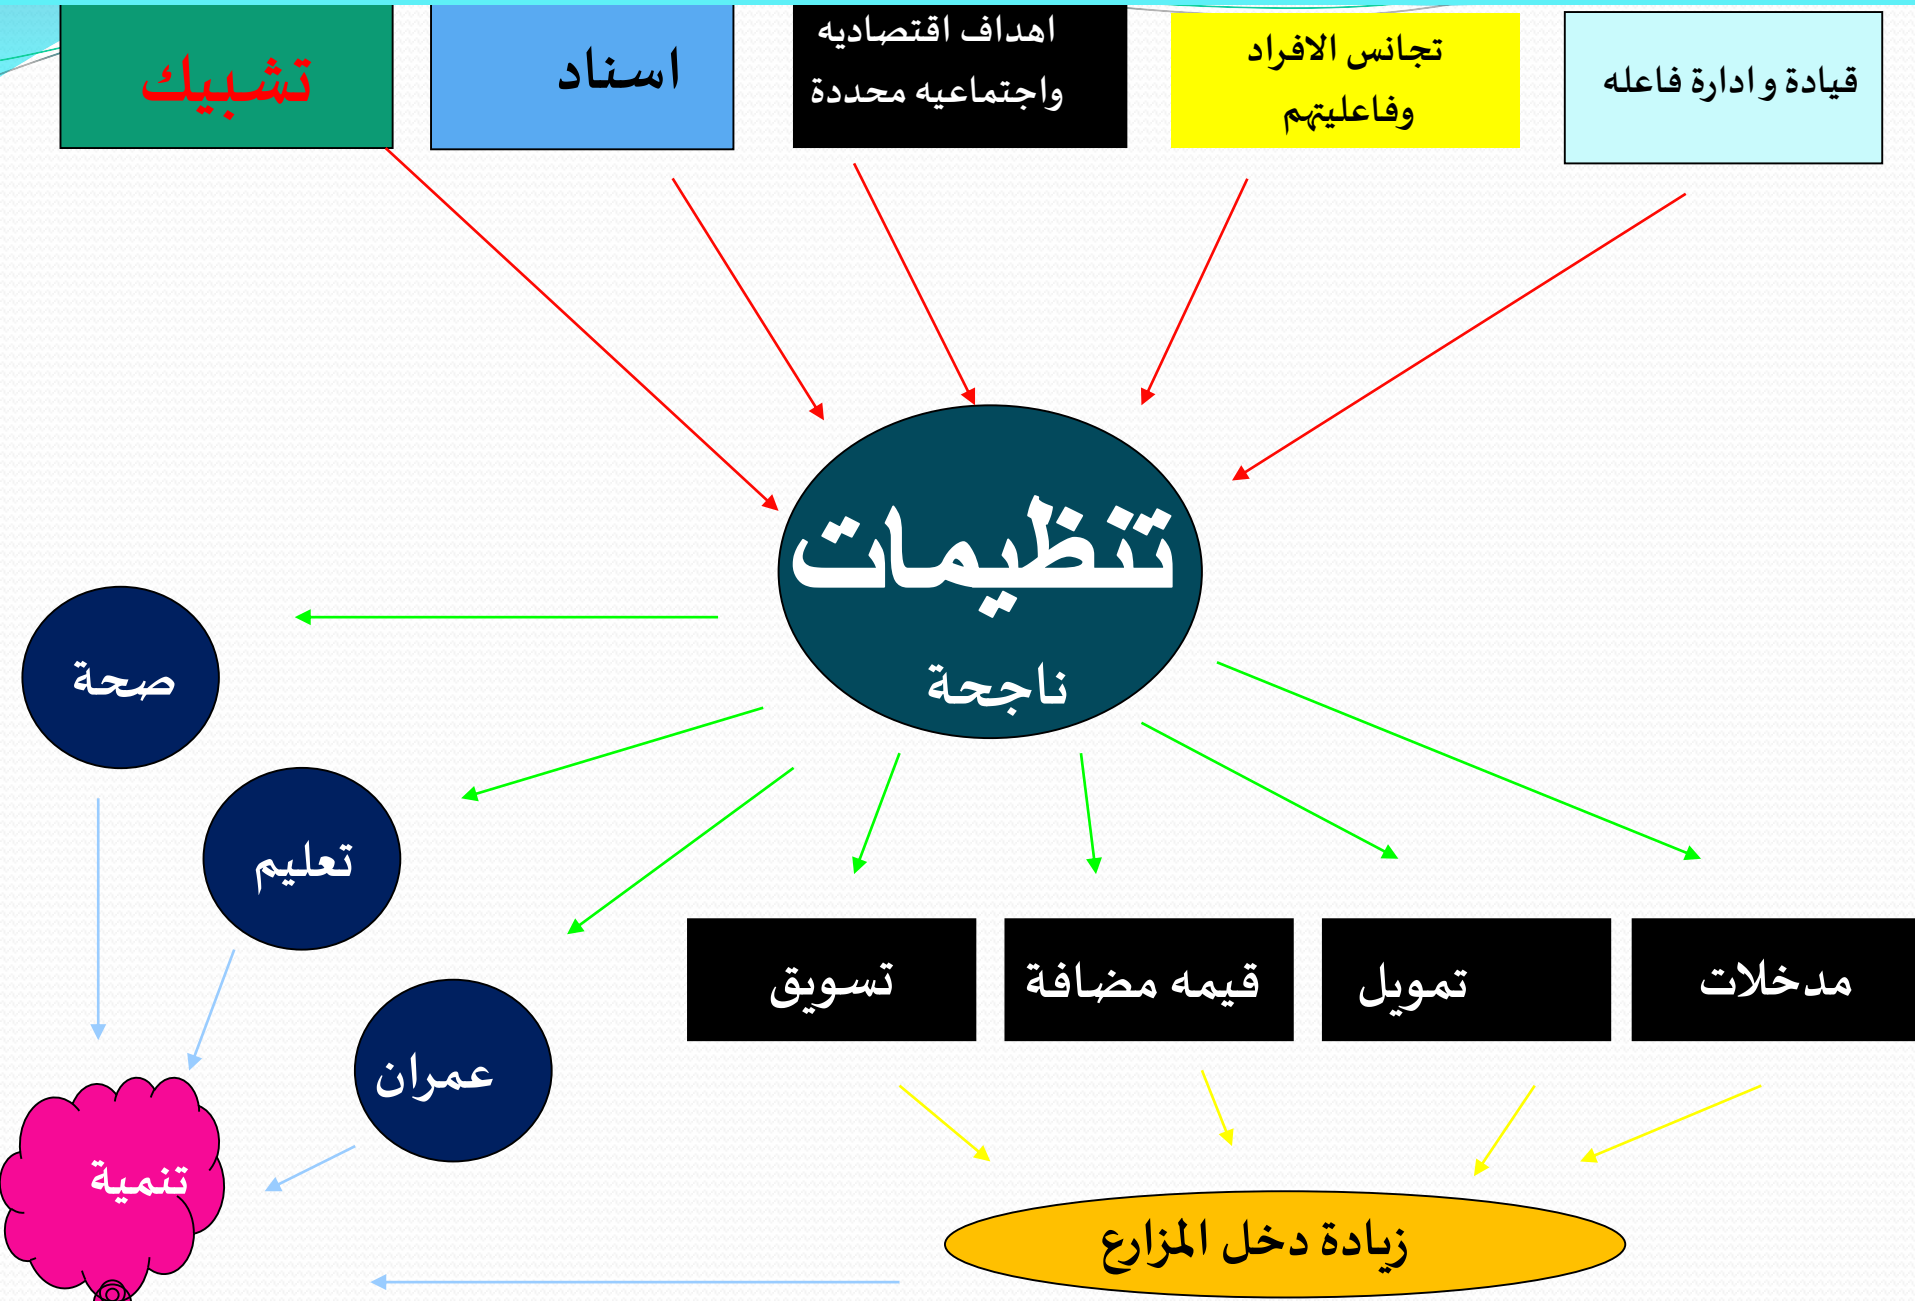 قيادة و ادارة فاعله
تجانس الافراد
وفاعليتهم
اهداف اقتصاديه
واجتماعيه محددة
اسناد
تشبيك
تنظيمات
ناجحة
صحة
تعليم
عمران
مدخلات
تمويل
قيمه مضافة
تسويق
تنمية
زيادة دخل المزارع